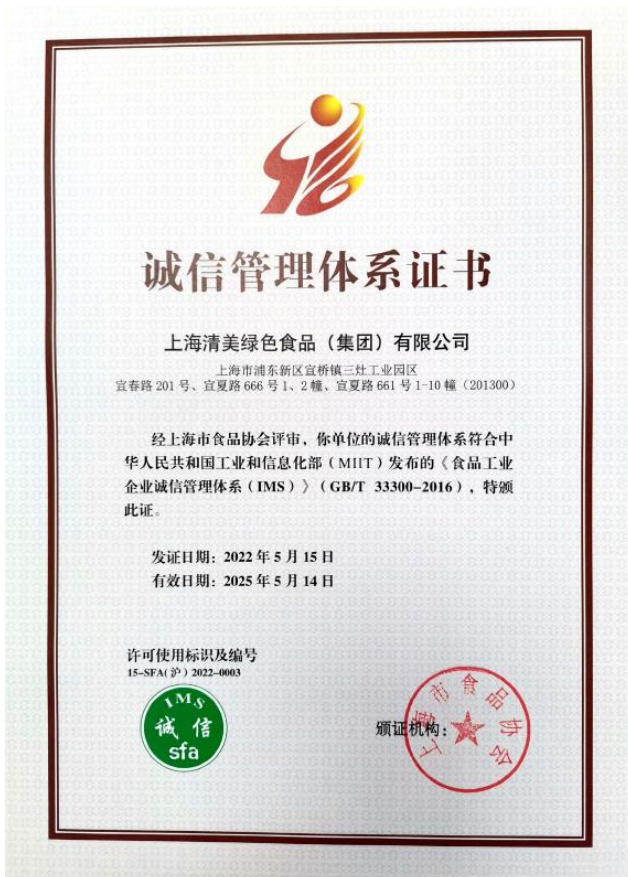 诚信管理体系证书
上海清美绿色食品（集团）有限公司
上海市浦东新区宣桥镇三灶工业园区
宣春路 201 号、宣夏路 666 号 1、2 幢、宣夏路 661 号 1-10 幢（201300）
经上海市食品协会评审，你单位的诚信管理体系符合中
华人民共和国工业和信息化部（MIIT）发布的《食品工业
企业诚信管理体系（IMS）》（GB/T 33300-2016），特颁
此证。
发证日期：2022 年 5 月 15 日
有效日期：2025 年 5 月 14 日
许可使用标识及编号
15-SFA(沪) 2022-0003
IMS
诚信
sfa
颁证机构：
上海市食品协会